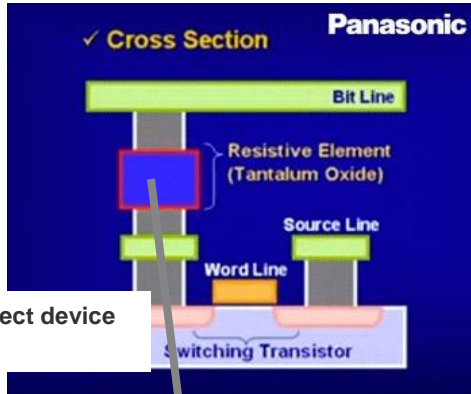 Panasonic
✓ Cross Section
Bit Line
Resistive Element
(Tantalum Oxide)
Source Line
Word Line
ect device
Switching Transistor